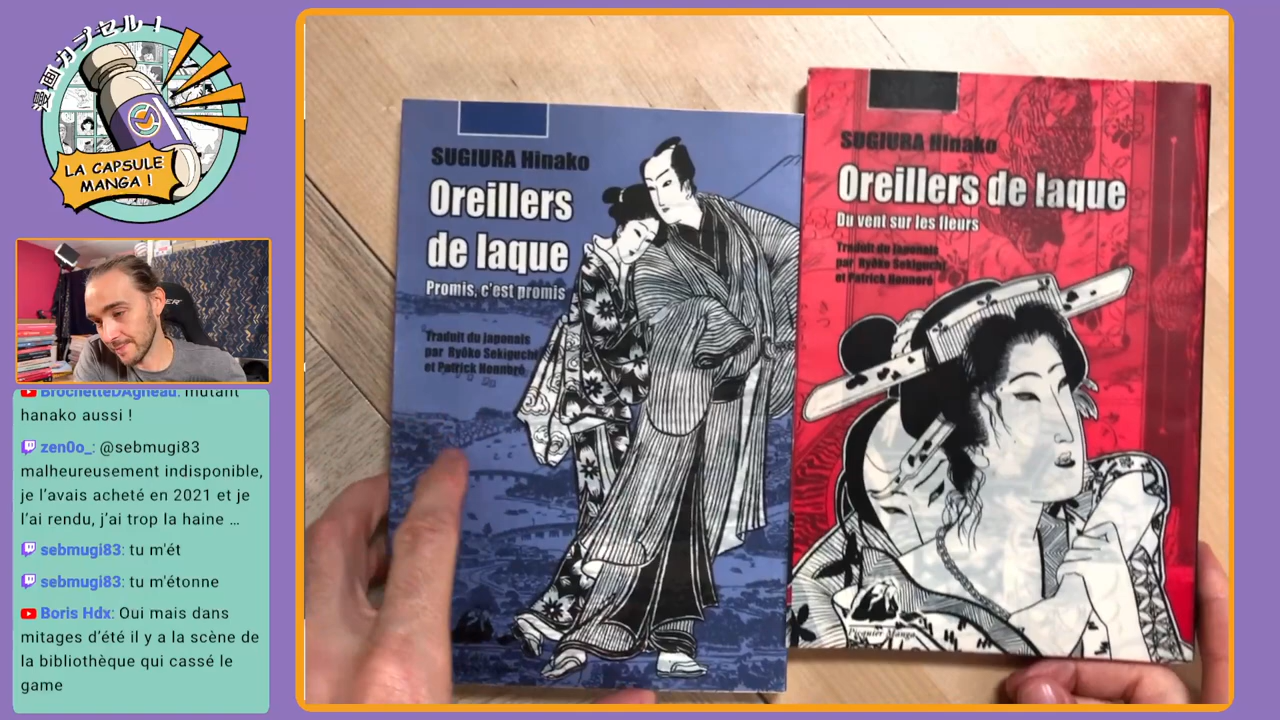 漫画カプセル！
LA CAPSULE
MANGA !
BrochetteDAgneau: mutant
hanako aussi !
zen0o_: @sebmugi83
malheureusement indisponible,
je l'avais acheté en 2021 et je
l'ai rendu, j'ai trop la haine ...
sebmugi83: tu m'ét
sebmugi83: tu m'étonne
Boris Hdx: Oui mais dans
mitages d'été il y a la scène de
la bibliothèque qui cassé le
game
SUGIURA Hinako
Oreillers
de laque
Promis, c'est promis
Traduit du japonais
par Ryôko Sekiguchi
et Patrick Honnoré
SUGIURA Hinako
Oreillers de laque
Du vent sur les fleurs
Traduit du japonais
par Ryôko Sekiguchi
et Patrick Honnoré
Picquier Manga